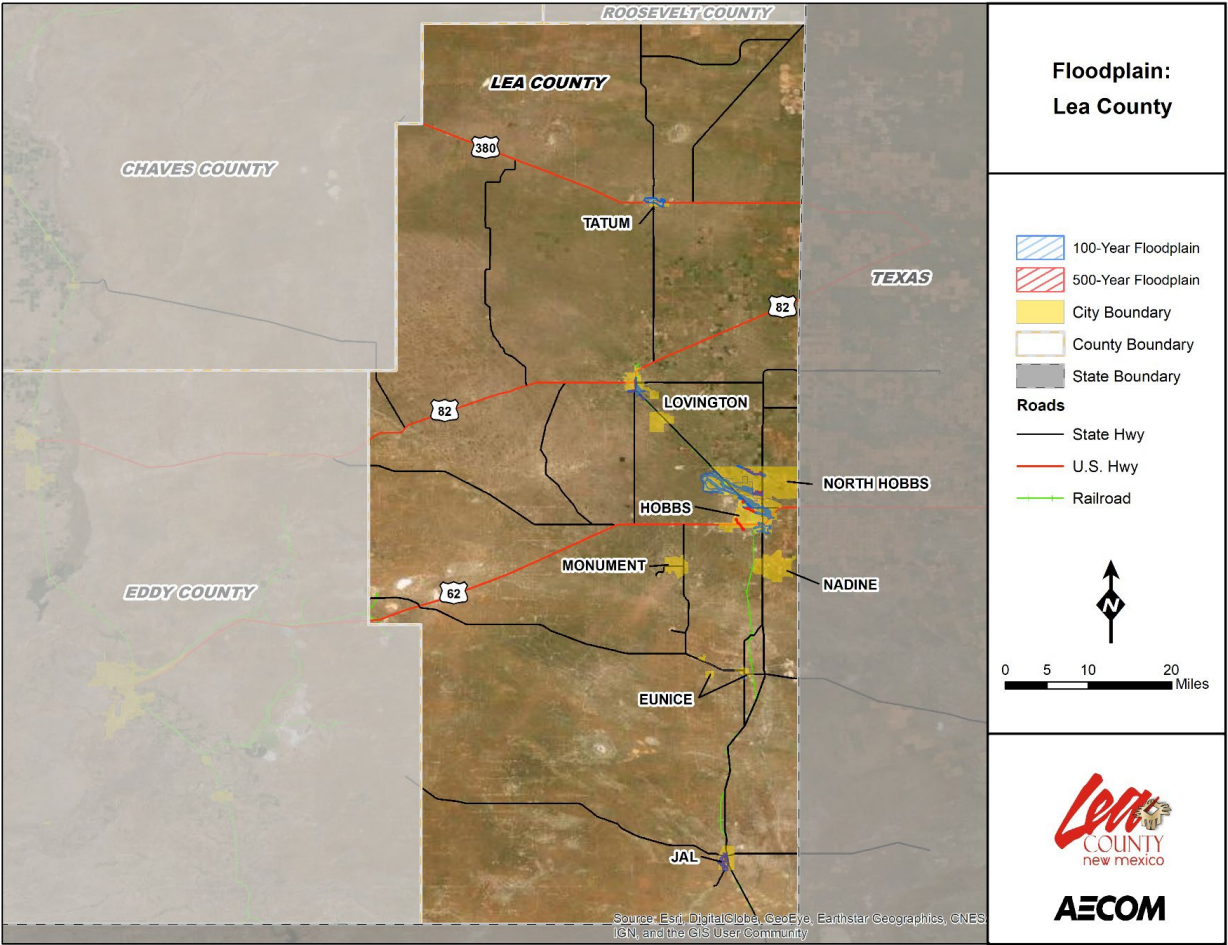 ROOSEVELT COUNTY
LEA COUNTY
380
CHAVES COUNTY
TATUM
TEXAS
82
82
LOVINGTON
NORTH HOBBS
HOBBS
MONUMENT
NADINE
EDDY COUNTY
62
EUNICE
JAL
Source: Esri, DigitalGlobe, GeoEye, Earthstar Geographics, CNES
IGN, and the GIS User Community
Floodplain:
Lea County
100-Year Floodplain
500-Year Floodplain
City Boundary
County Boundary
State Boundary
Roads
State Hwy
U.S. Hwy
Railroad
N
0 5 10 20
Miles
Lea
COUNTY
new mexico
AECOM